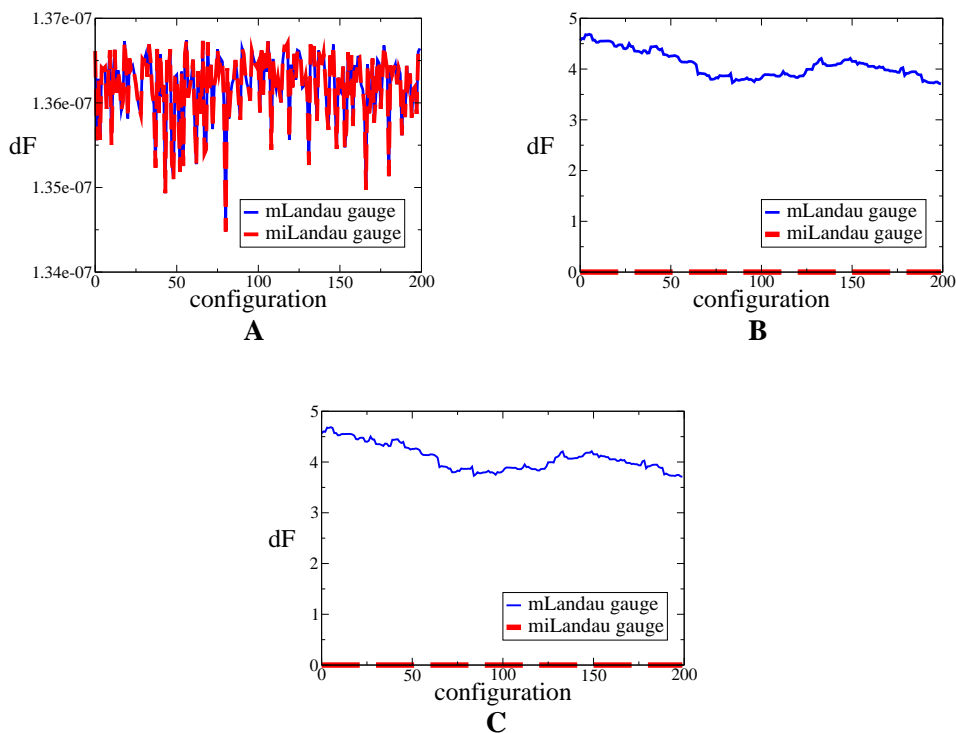 1.37e-07
1.36e-07
dF
1.35e-07
1.34e-07
mLandau gauge
miLandau gauge
0 50 100 150 200
configuration
A
5
4
3
dF
2
1
0
mLandau gauge
miLandau gauge
0 50 100 150 200
configuration
B
5
4
3
dF
2
1
0
mLandau gauge
miLandau gauge
0 50 100 150 200
configuration
C